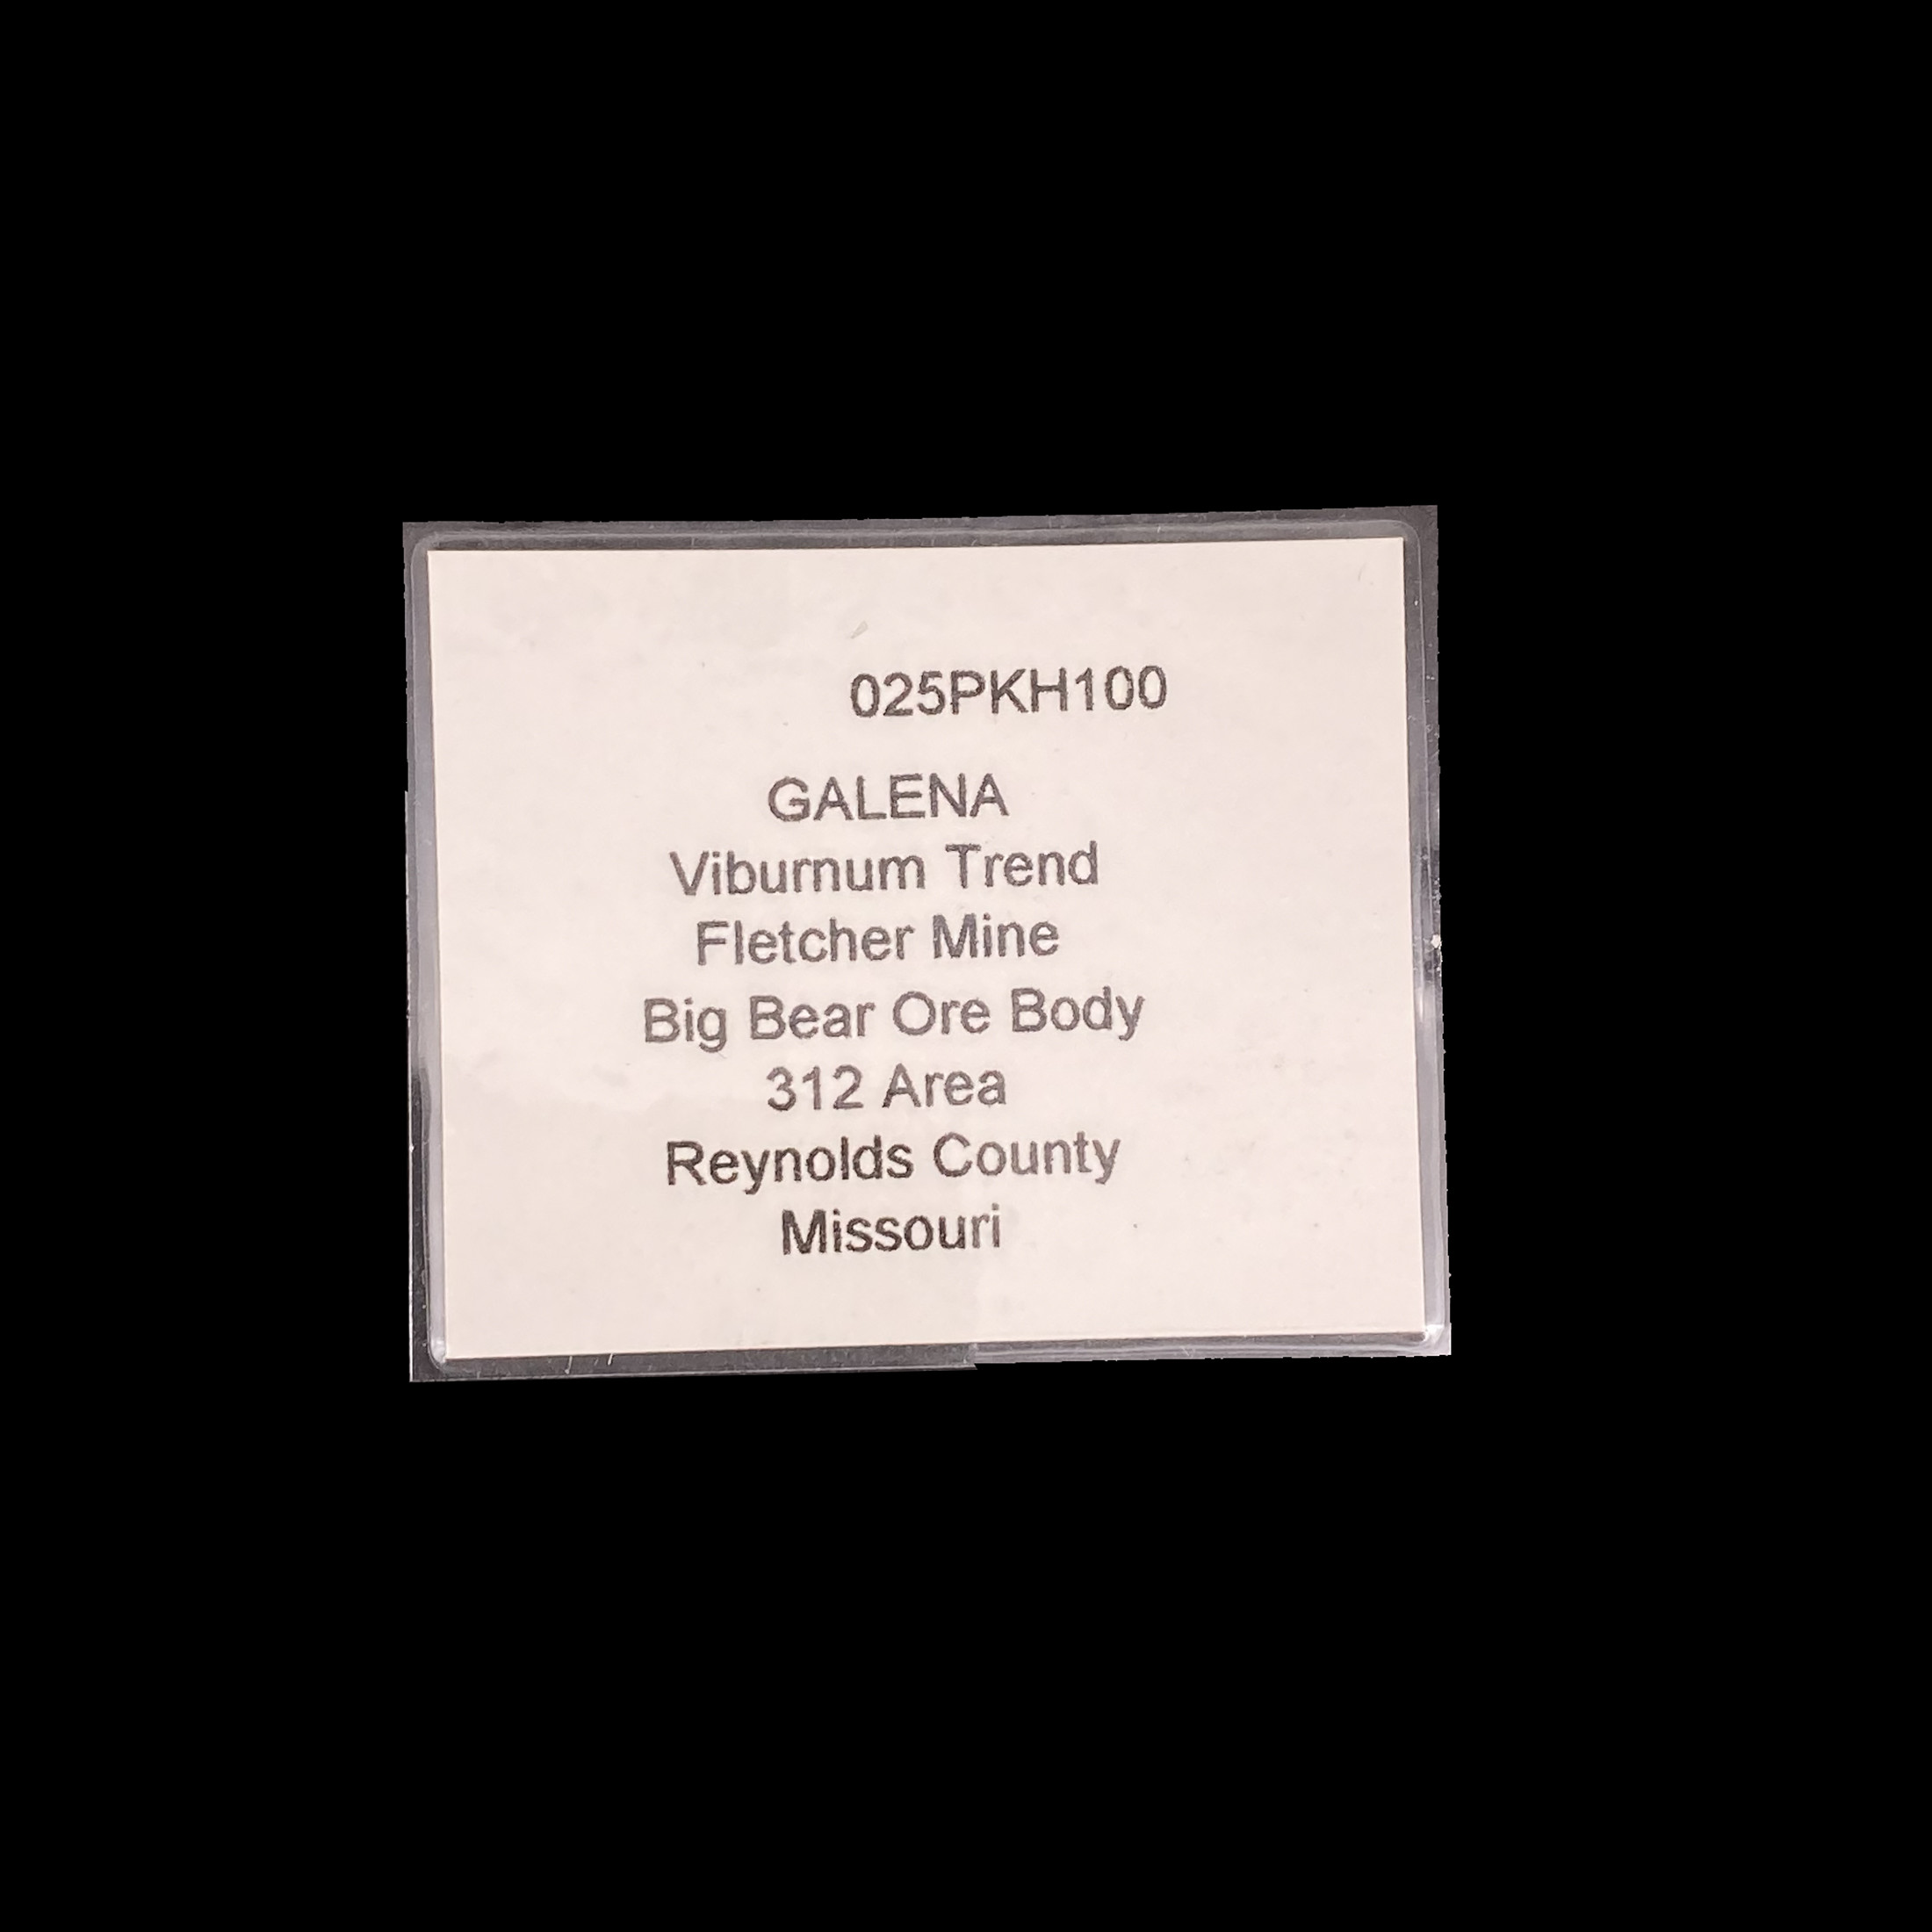 025PKH100
GALENA
Viburnum Trend
Fletcher Mine
Big Bear Ore Body
312 Area
Reynolds County
Missouri